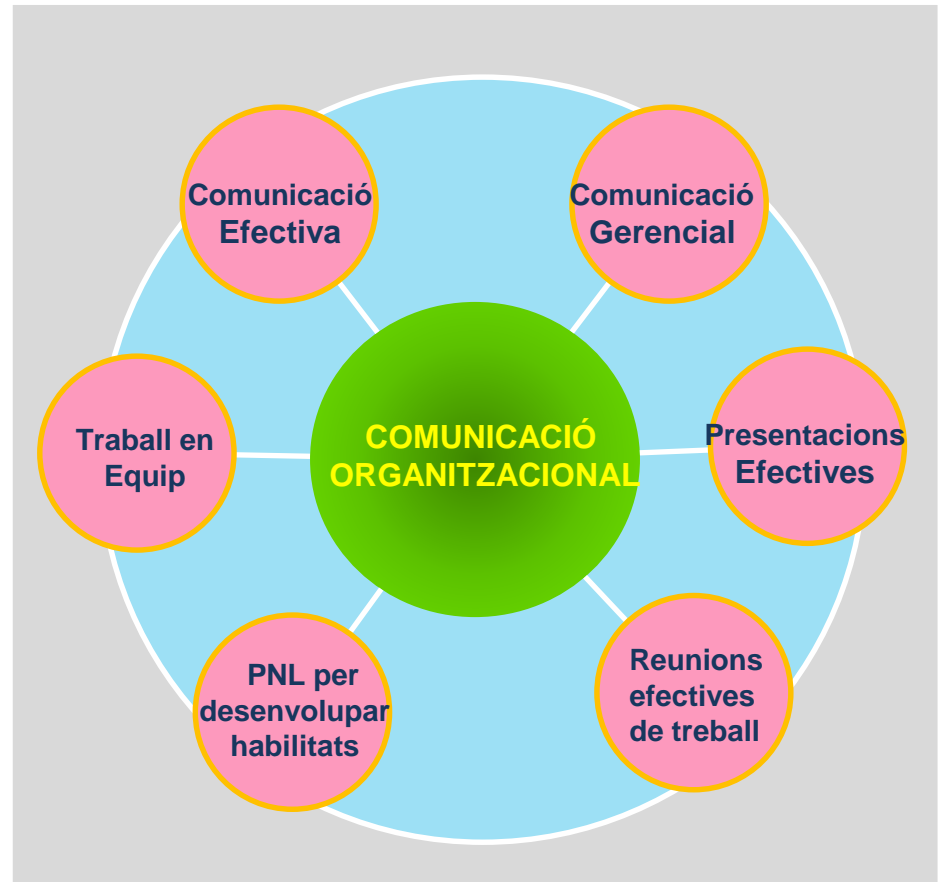 Comunicació
Efectiva
Comunicació
Gerencial
Traball en
Equip
COMUNICACIÓ
ORGANITZACIONAL
Presentacions
Efectives
PNL per
desenvolupar
habilitats
Reunions
efectives
de treball